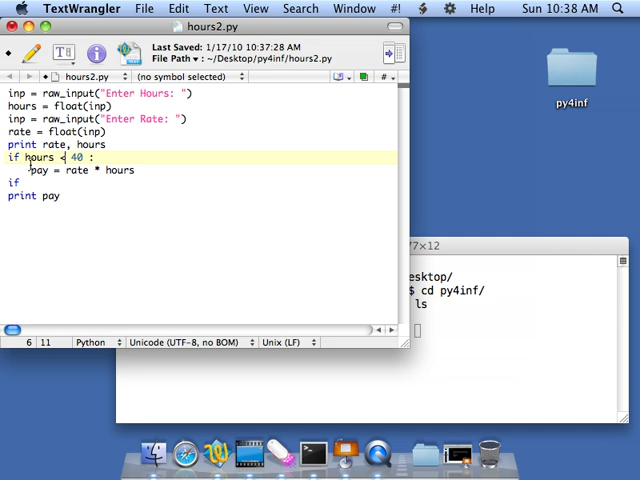 TextWrangler File Edit Text View Search Window #! Help Sun 10:38 AM
hours2.py
Last Saved: 1/17/10 10:37:28 AM
File Path ▾: ~/Desktop/py4inf/hours2.py
hours2.py (no symbol selected)
inp = raw_input("Enter Hours: ")
hours = float(inp)
inp = raw_input("Enter Rate: ")
rate = float(inp)
print rate, hours
if hours < 40 :
pay = rate * hours
if
print pay
6 11 Python Unicode (UTF-8, no BOM) Unix (LF)
py4inf
7×12
esktop/
$ cd py4inf/
ls